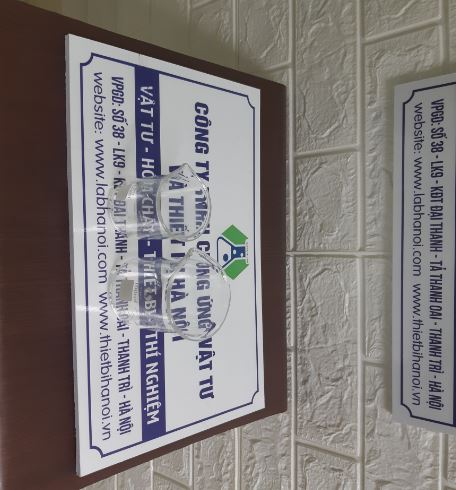 CÔNG TY TNHH CUNG ỨNG VẬT TƯ
VÀ THIẾT BỊ HÀ NỘI
VẬT TƯ - HÓA CHẤT - THIẾT BỊ THÍ NGHIỆM
VPGD: SỐ 38 - LK9 - KĐT ĐẠI THANH - TẢ THANH OAI - THANH TRÌ - HÀ NỘI
website: www.labhanoi.com www.thietbihanoi.vn
VPGD: SỐ 38 - LK9 - KĐT ĐẠI THANH - TẢ THANH OAI - THANH TRÌ - HÀ NỘI
website: www.labhanoi.com www.thietbihanoi.vn